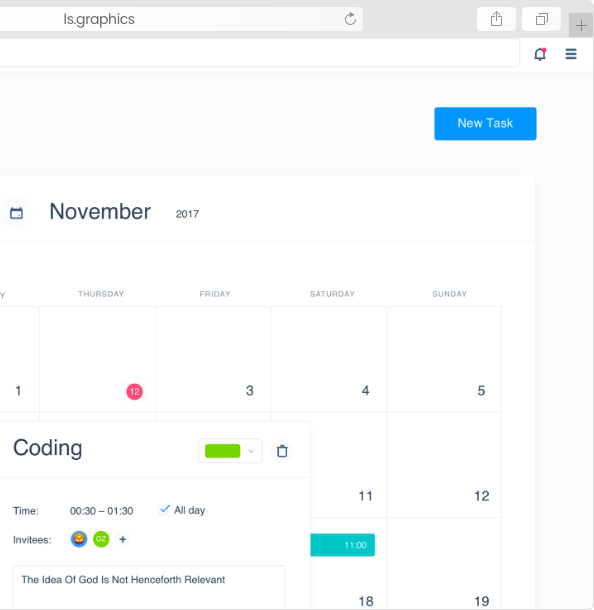 ls.graphics
New Task
November 2017
Y THURSDAY FRIDAY SATURDAY SUNDAY
1 12 3 4 5
Coding
11 12
Time: 00:30 – 01:30 All day
Invitees: OZ +
11:00
The Idea Of God Is Not Henceforth Relevant
18 19